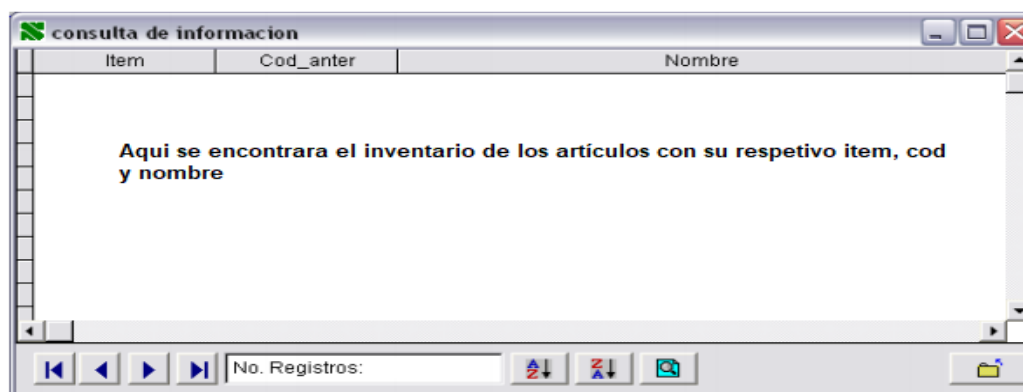 consulta de informacion
Item Cod_anter Nombre
Aqui se encontrara el inventario de los artículos con su respetivo item, cod
y nombre
No. Registros: